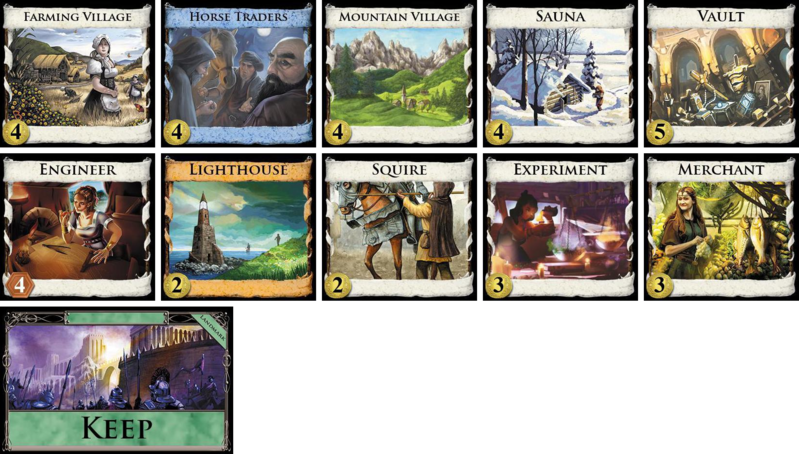 FARMING VILLAGE
4
HORSE TRADERS
4
MOUNTAIN VILLAGE
4
SAUNA
4
VAULT
5
ENGINEER
4
LIGHTHOUSE
2
SQUIRE
2
EXPERIMENT
3
MERCHANT
3
LANDMARK
KEEP